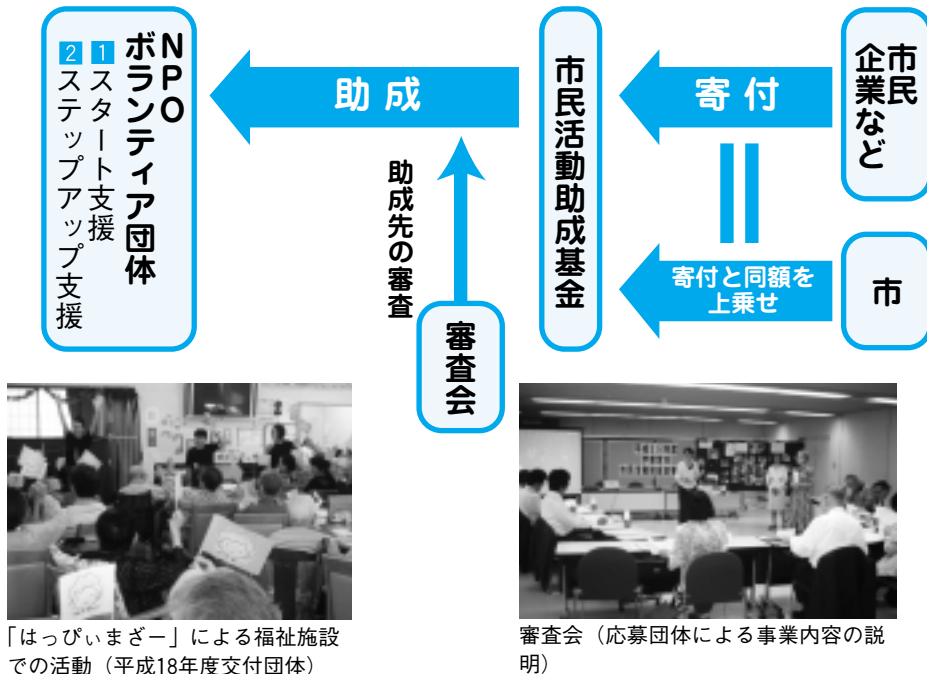 NPO
ボランティア団体
1 スタート支援
2 ステップアップ支援
助成
助成先の審査
審査会
市民活動助成基金
寄付
寄付と同額を
上乗せ
市民
企業など
市
「はっぴぃまざー」による福祉施設
での活動（平成18年度交付団体）
審査会（応募団体による事業内容の説
明）